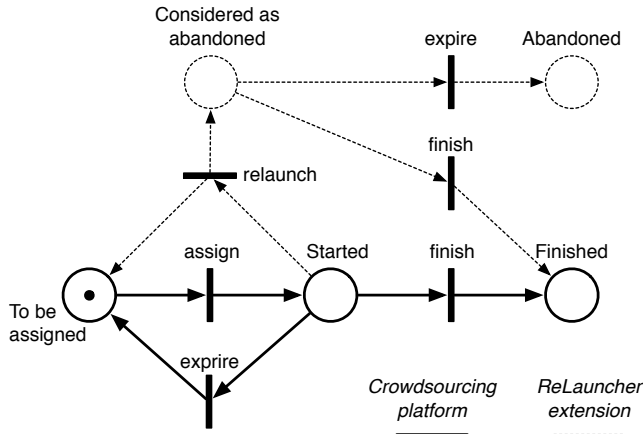 Considered as
abandoned
expire
Abandoned
finish
relaunch
assign
Started
finish
Finished
To be
assigned
exprire
Crowdsourcing
platform
ReLauncher
extension